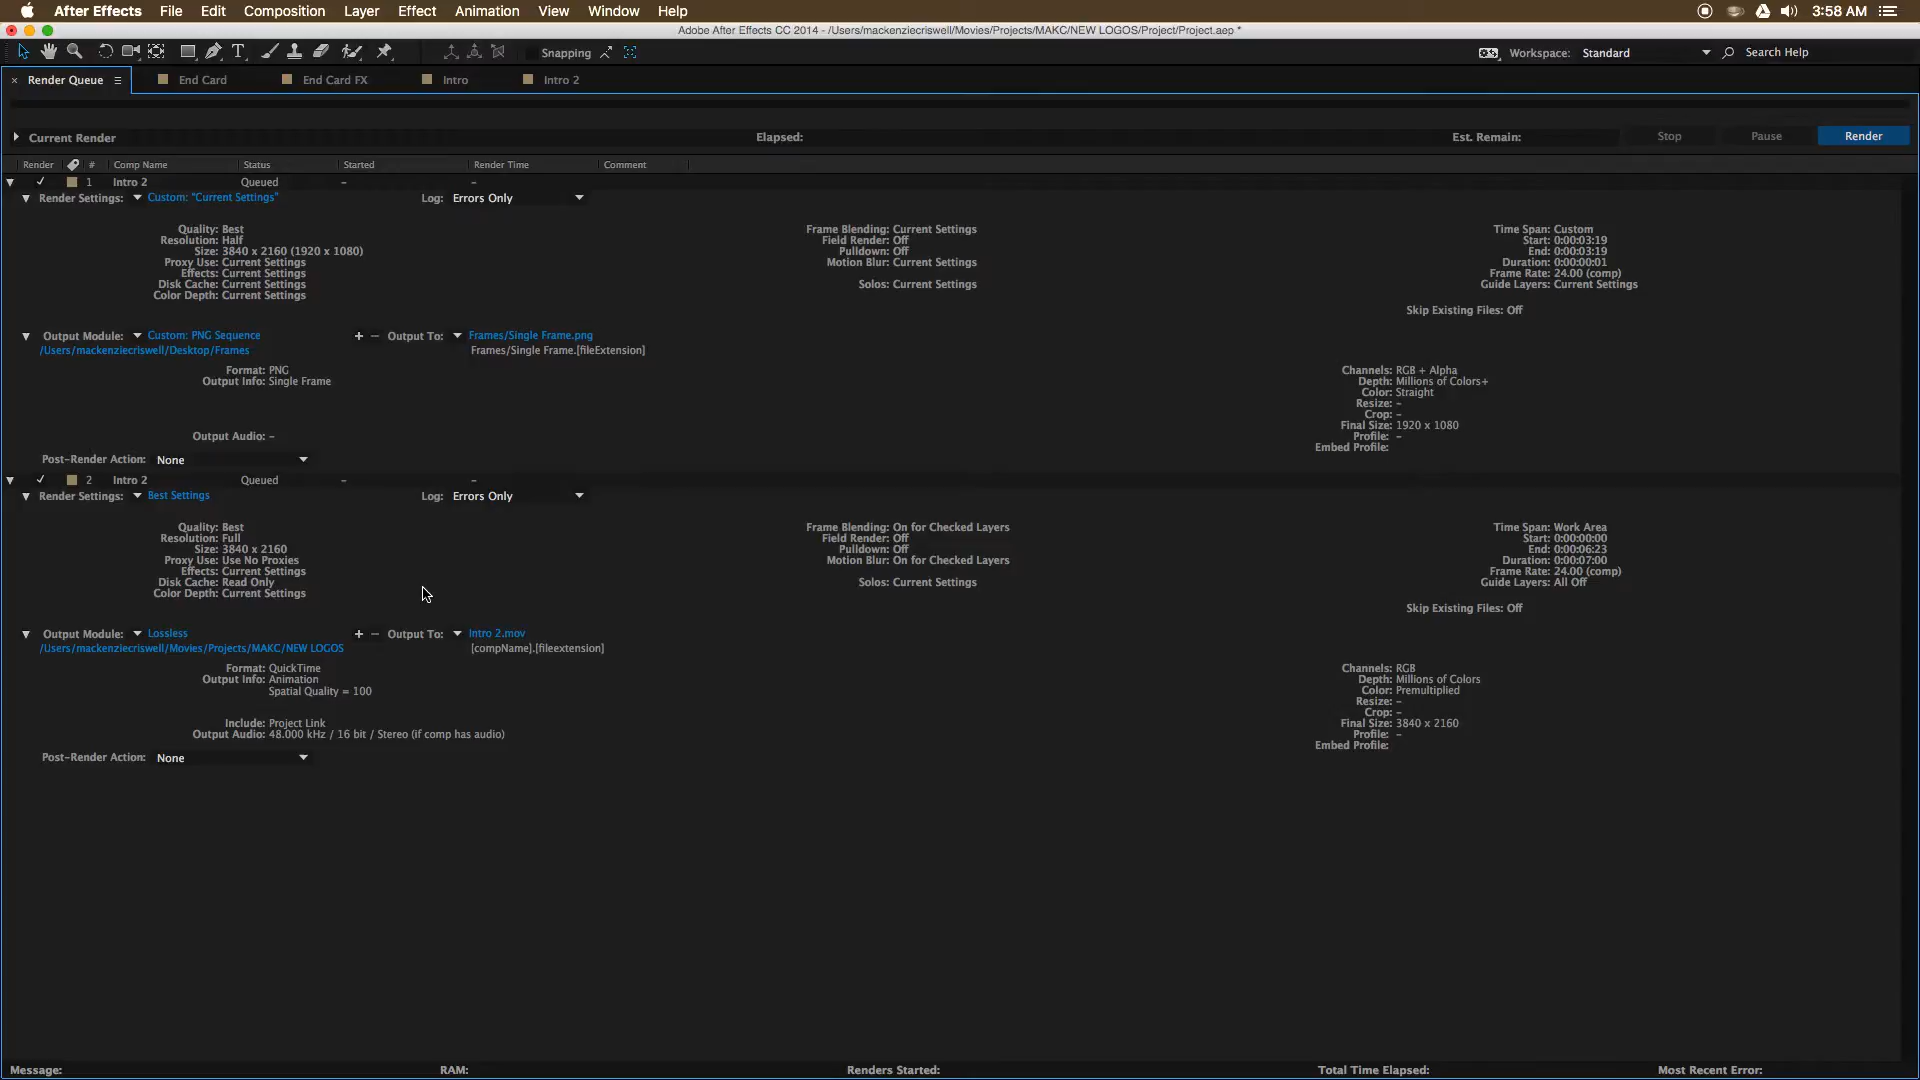 After Effects File Edit Composition Layer Effect Animation View Window Help 3:58 AM
Adobe After Effects CC 2014 - /Users/mackenziecriswell/Movies/Projects/MAKC/NEW LOGOS/Project/Project.aep *
T Snapping Workspace: Standard Search Help
× Render Queue End Card End Card FX Intro Intro 2
Current Render Elapsed: Est. Remain: Stop Pause Render
Render # Comp Name Status Started Render Time Comment
1 Intro 2 Queued – –
Render Settings: Custom: "Current Settings" Log: Errors Only
Quality: Best Frame Blending: Current Settings Time Span: Custom
Resolution: Half Field Render: Off Start: 0:00:03:19
Size: 3840 x 2160 (1920 x 1080) Pulldown: Off End: 0:00:03:19
Proxy Use: Current Settings Motion Blur: Current Settings Duration: 0:00:00:01
Effects: Current Settings Frame Rate: 24.00 (comp)
Disk Cache: Current Settings Solos: Current Settings Guide Layers: Current Settings
Color Depth: Current Settings
Skip Existing Files: Off
Output Module: Custom: PNG Sequence + − Output To: Frames/Single Frame.png
/Users/mackenziecriswell/Desktop/Frames Frames/Single Frame.[fileExtension]
Format: PNG Channels: RGB + Alpha
Output Info: Single Frame Depth: Millions of Colors+
Color: Straight
Resize: –
Crop: –
Final Size: 1920 x 1080
Output Audio: – Profile: –
Embed Profile:
Post-Render Action: None
2 Intro 2 Queued – –
Render Settings: Best Settings Log: Errors Only
Quality: Best Frame Blending: On for Checked Layers Time Span: Work Area
Resolution: Full Field Render: Off Start: 0:00:00:00
Size: 3840 x 2160 Pulldown: Off End: 0:00:06:23
Proxy Use: Use No Proxies Motion Blur: On for Checked Layers Duration: 0:00:07:00
Effects: Current Settings Frame Rate: 24.00 (comp)
Disk Cache: Read Only Solos: Current Settings Guide Layers: All Off
Color Depth: Current Settings
Skip Existing Files: Off
Output Module: Lossless + − Output To: Intro 2.mov
/Users/mackenziecriswell/Movies/Projects/MAKC/NEW LOGOS [compName].[fileextension]
Format: QuickTime Channels: RGB
Output Info: Animation Depth: Millions of Colors
Spatial Quality = 100 Color: Premultiplied
Resize: –
Crop: –
Include: Project Link Final Size: 3840 x 2160
Output Audio: 48.000 kHz / 16 bit / Stereo (if comp has audio) Profile: –
Embed Profile:
Post-Render Action: None
Message: RAM: Renders Started: Total Time Elapsed: Most Recent Error: